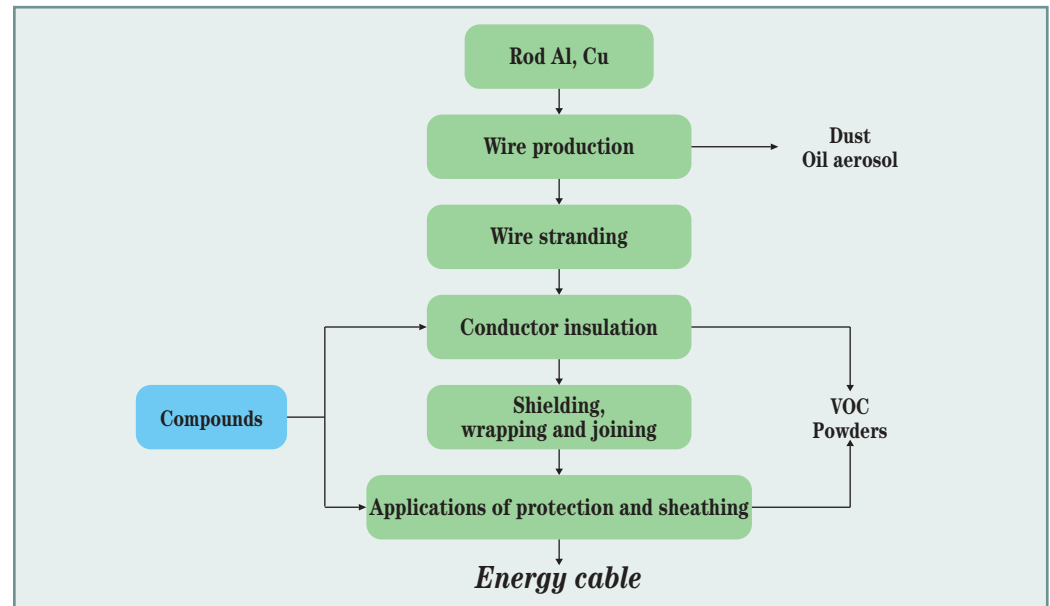 Rod Al, Cu
Wire production
Dust
Oil aerosol
Wire stranding
Conductor insulation
Compounds
Shielding,
wrapping and joining
VOC
Powders
Applications of protection and sheathing
Energy cable